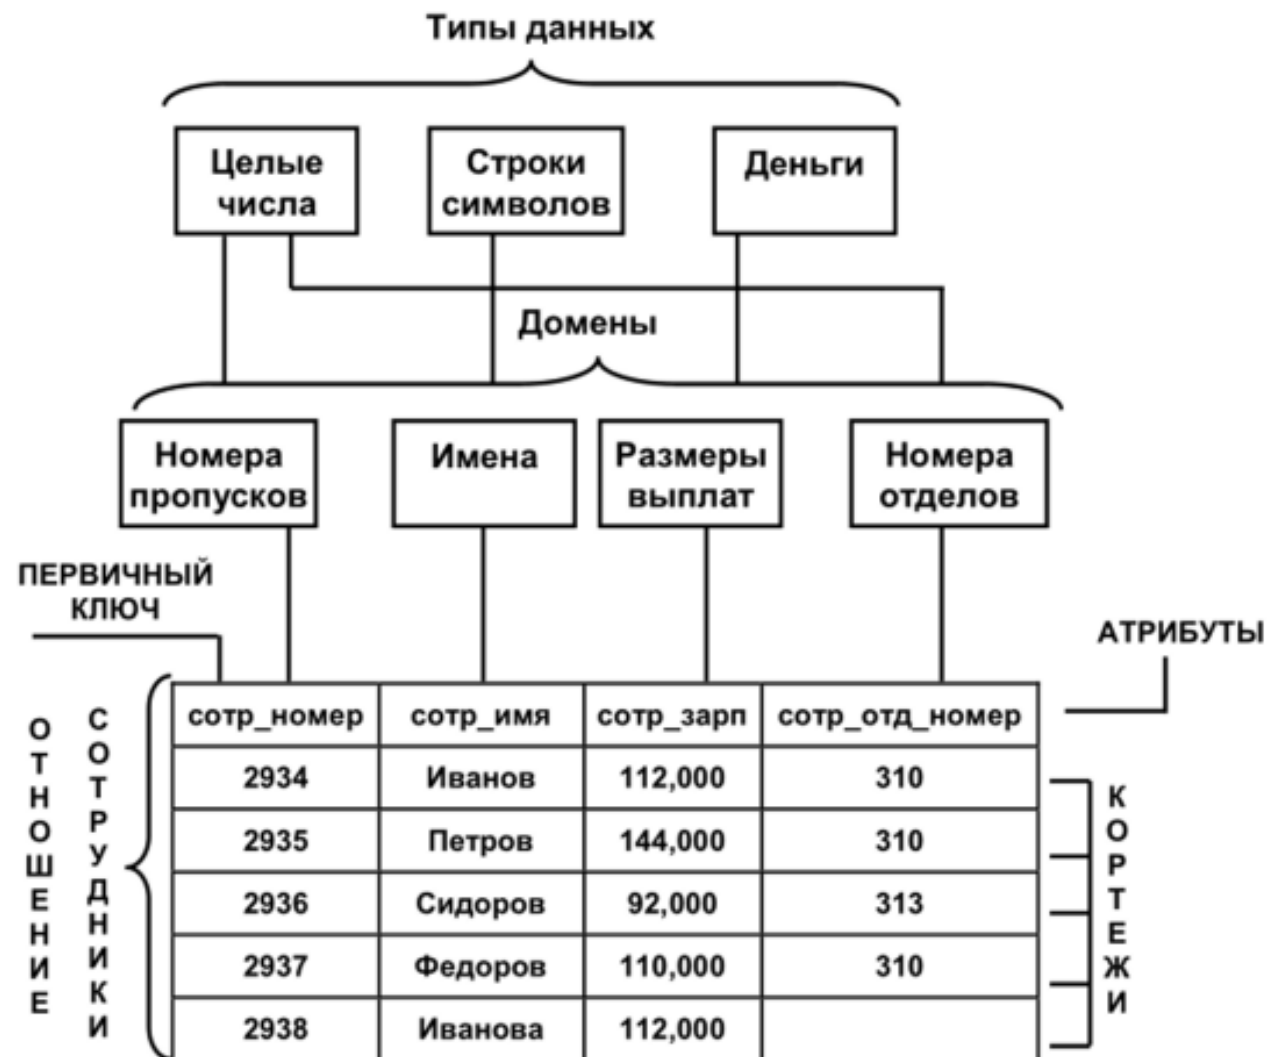 Типы данных
Целые
числа
Строки
символов
Деньги
Домены
Номера
пропусков
Имена
Размеры
выплат
Номера
отделов
ПЕРВИЧНЫЙ
КЛЮЧ
АТРИБУТЫ
ОТНОШЕНИЕ
СОТРУДНИКИ
сотр_номер сотр_имя сотр_зарп сотр_отд_номер
2934 Иванов 112,000 310
2935 Петров 144,000 310
2936 Сидоров 92,000 313
2937 Федоров 110,000 310
2938 Иванова 112,000
КОРТЕЖИ